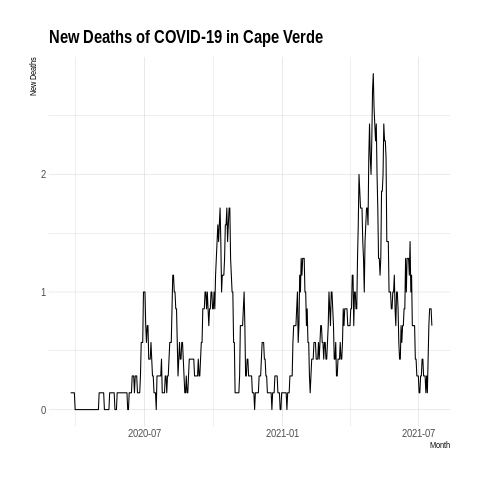 New Deaths of COVID-19 in Cape Verde
New Deaths
2
1
0
2020-07
2021-01
2021-07
Month